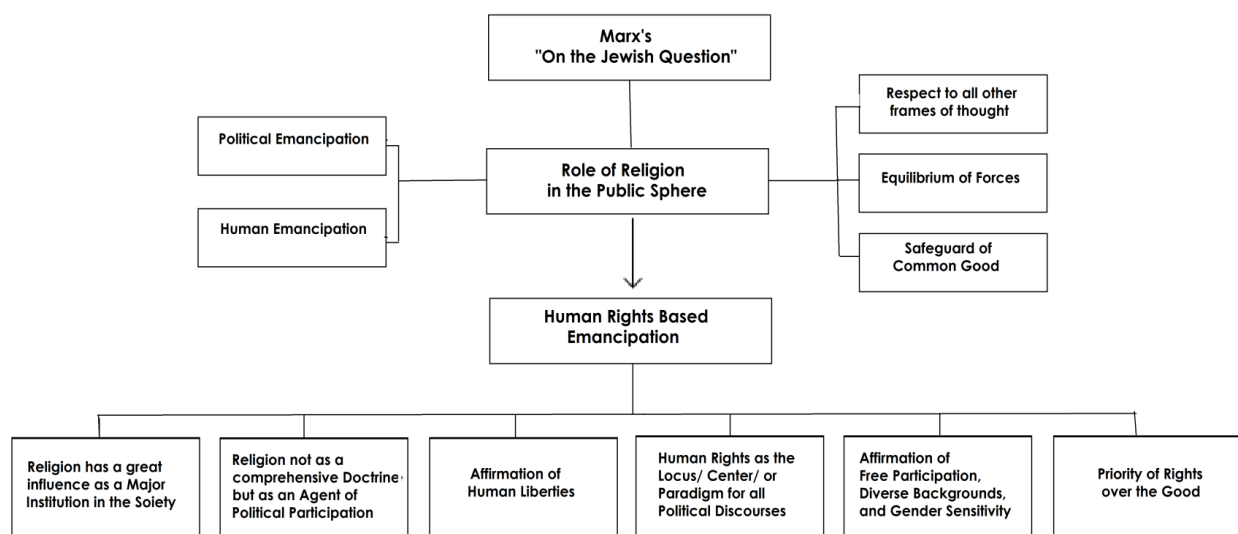 Marx's
"On the Jewish Question"
Respect to all other
frames of thought
Political Emancipation
Role of Religion
in the Public Sphere
Equilibrium of Forces
Human Emancipation
Safeguard of
Common Good
Human Rights Based
Emancipation
Religion has a great
influence as a Major
Institution in the Soiety
Religion not as a
comprehensive Doctrine
but as an Agent of
Political Participation
Affirmation of
Human Liberties
Human Rights as the
Locus/ Center/ or
Paradigm for all
Political Discourses
Affirmation of
Free Participation,
Diverse Backgrounds,
and Gender Sensitivity
Priority of Rights
over the Good